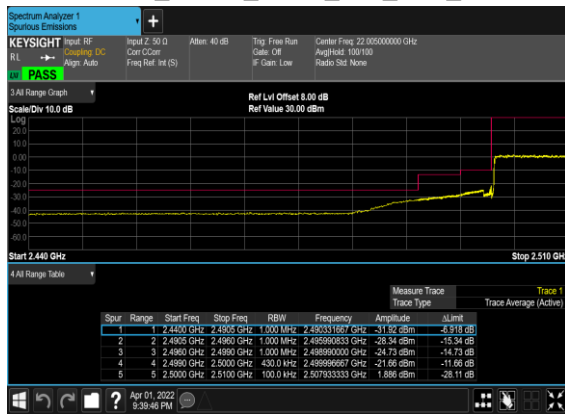 Spectrum Analyzer 1
Spurious Emissions
KEYSIGHT Input: RF Input Z: 50 Ω Atten: 40 dB Trig: Free Run Center Freq: 22.005000000 GHz
RL Coupling: DC Corr CCorr Gate: Off Avg|Hold: 100/100
Align: Auto Freq Ref: Int (S) IF Gain: Low Radio Std: None
PASS
3 All Range Graph
Ref Lvl Offset 8.00 dB
Scale/Div 10.0 dB Ref Value 30.00 dBm
Log
20.0
10.0
0.00
-10.0
-20.0
-30.0
-40.0
-50.0
-60.0
Start 2.440 GHz Stop 2.510 GH
4 All Range Table
Measure Trace Trace 1
Trace Type Trace Average (Active)
Spur Range Start Freq Stop Freq RBW Frequency Amplitude ΔLimit
1 1 2.4400 GHz 2.4905 GHz 1.000 MHz 2.490331667 GHz -31.92 dBm -6.918 dB
2 2 2.4905 GHz 2.4960 GHz 1.000 MHz 2.495990833 GHz -28.34 dBm -15.34 dB
3 3 2.4960 GHz 2.4990 GHz 1.000 MHz 2.498990000 GHz -24.73 dBm -14.73 dB
4 4 2.4990 GHz 2.5000 GHz 430.0 kHz 2.499996667 GHz -21.66 dBm -11.66 dB
5 5 2.5000 GHz 2.5100 GHz 100.0 kHz 2.507933333 GHz 1.886 dBm -28.11 dB
Apr 01, 2022
9:39:46 PM